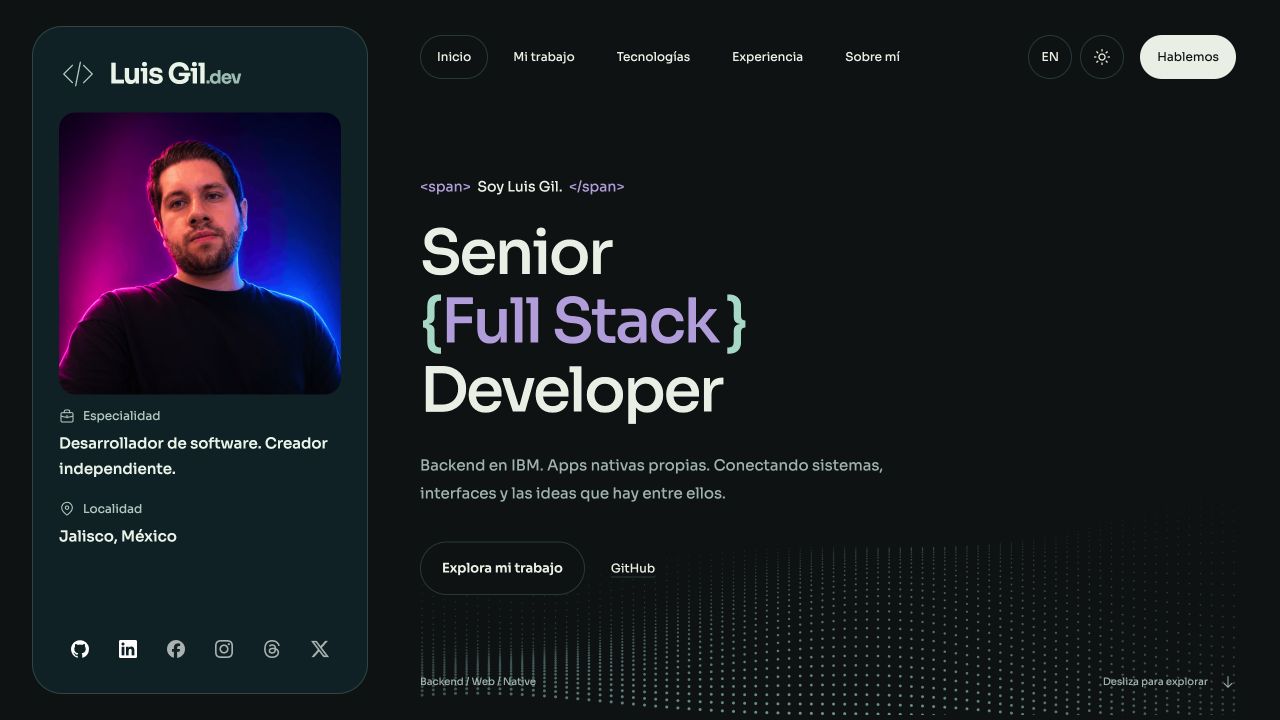 Luis Gil.dev
Especialidad
Desarrollador de software. Creador
independiente.
Localidad
Jalisco, México
Inicio
Mi trabajo
Tecnologías
Experiencia
Sobre mí
EN
Hablemos
<span> Soy Luis Gil. </span>
Senior
{Full Stack}
Developer
Backend en IBM. Apps nativas propias. Conectando sistemas,
interfaces y las ideas que hay entre ellos.
Explora mi trabajo
GitHub
Backend / Web / Native
Desliza para explorar